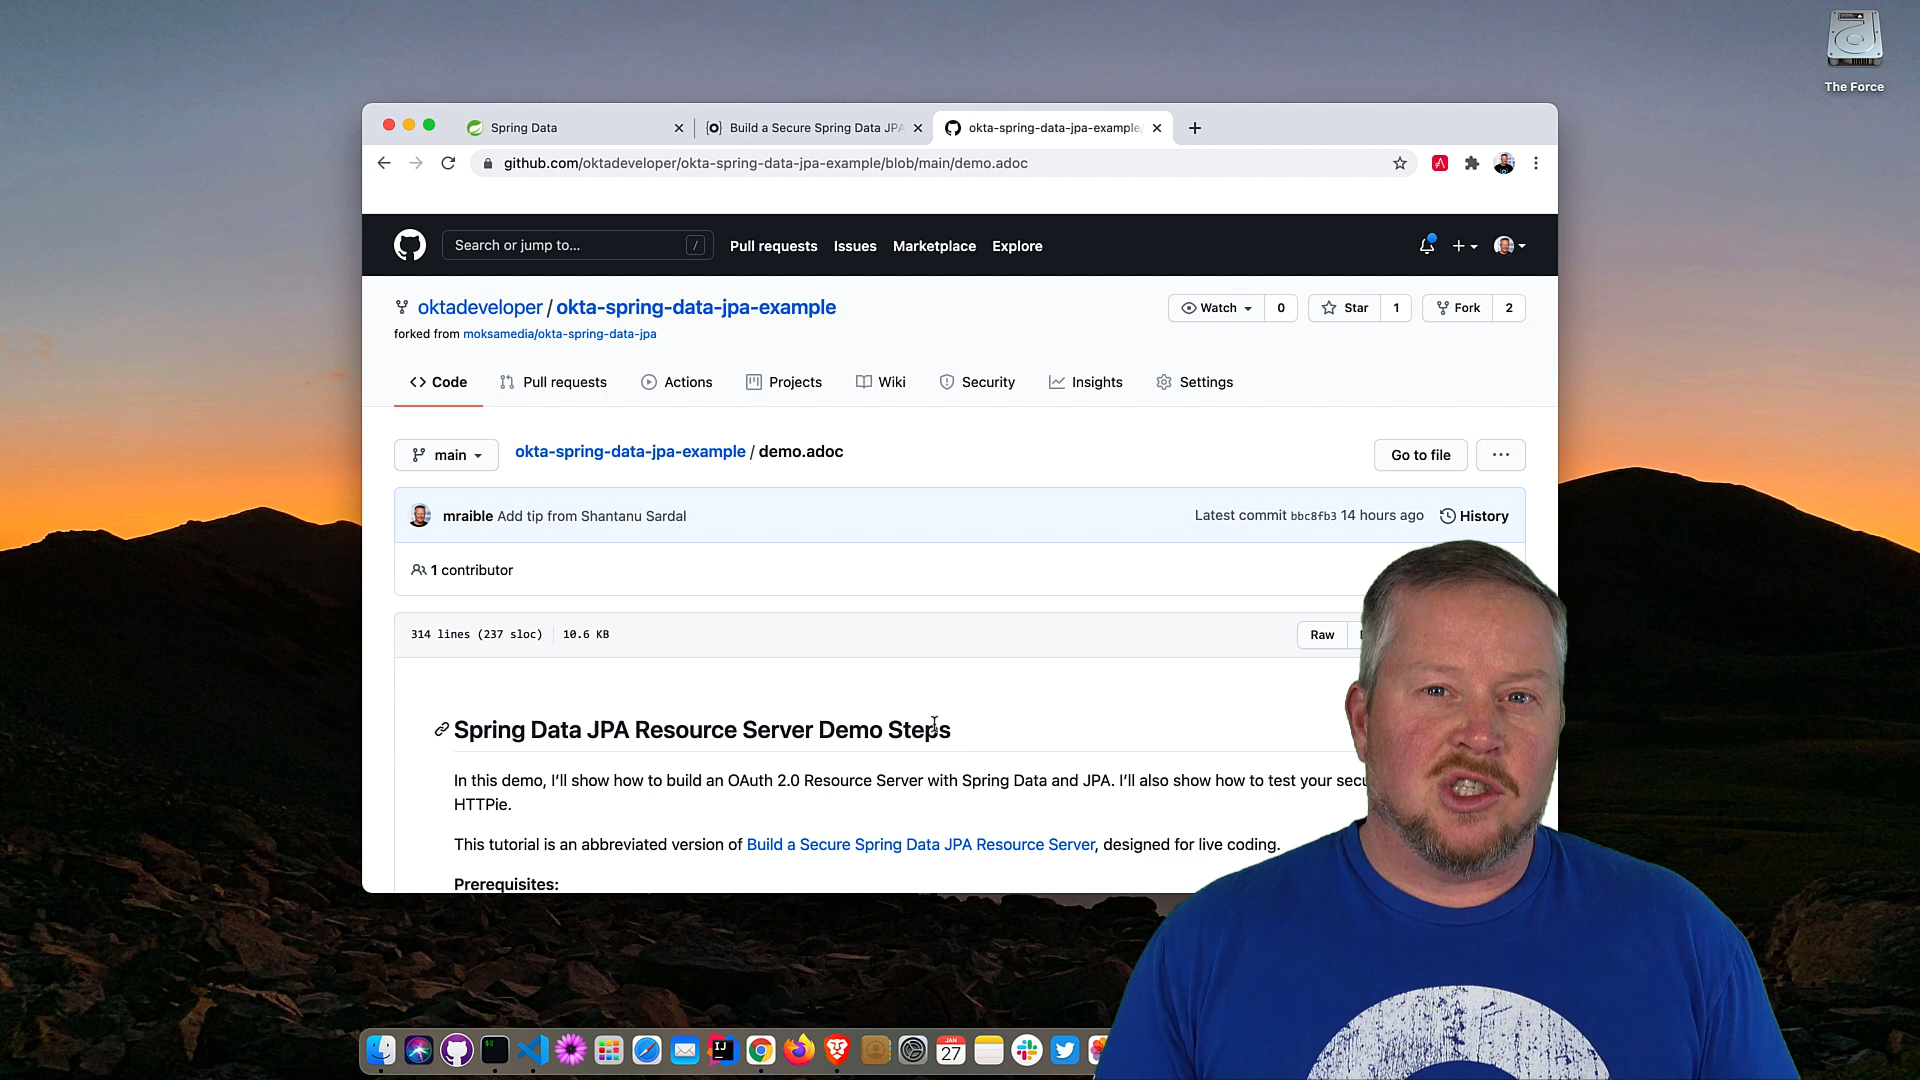 The Force
Spring Data
Build a Secure Spring Data JPA
okta-spring-data-jpa-example/
github.com/oktadeveloper/okta-spring-data-jpa-example/blob/main/demo.adoc
Search or jump to...
/
Pull requests
Issues
Marketplace
Explore
oktadeveloper / okta-spring-data-jpa-example
Watch
0
Star
1
Fork
2
forked from moksamedia/okta-spring-data-jpa
Code
Pull requests
Actions
Projects
Wiki
Security
Insights
Settings
main
okta-spring-data-jpa-example / demo.adoc
Go to file
...
mraible Add tip from Shantanu Sardal
Latest commit bbc8fb3 14 hours ago
History
1 contributor
314 lines (237 sloc)
10.6 KB
Raw
Spring Data JPA Resource Server Demo Steps
In this demo, I’ll show how to build an OAuth 2.0 Resource Server with Spring Data and JPA. I’ll also show how to test your
HTTPie.
This tutorial is an abbreviated version of Build a Secure Spring Data JPA Resource Server, designed for live coding.
Prerequisites:
IJ
JAN
27